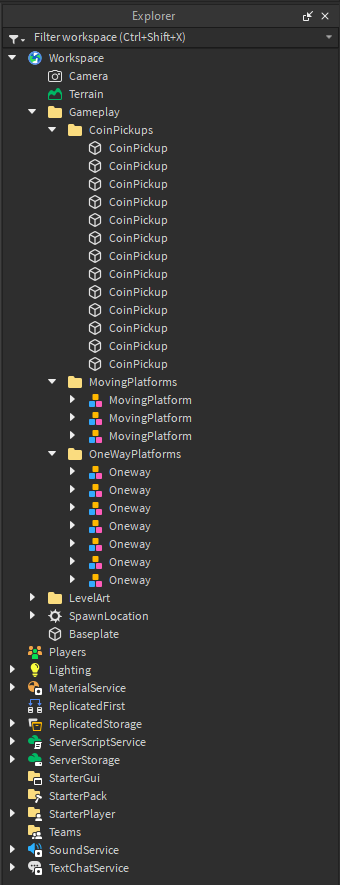 Explorer
Filter workspace (Ctrl+Shift+X)
Workspace
Camera
Terrain
Gameplay
CoinPickups
CoinPickup
CoinPickup
CoinPickup
CoinPickup
CoinPickup
CoinPickup
CoinPickup
CoinPickup
CoinPickup
CoinPickup
CoinPickup
CoinPickup
CoinPickup
MovingPlatforms
MovingPlatform
MovingPlatform
MovingPlatform
OneWayPlatforms
Oneway
Oneway
Oneway
Oneway
Oneway
Oneway
Oneway
LevelArt
SpawnLocation
Baseplate
Players
Lighting
MaterialService
ReplicatedFirst
ReplicatedStorage
ServerScriptService
ServerStorage
StarterGui
StarterPack
StarterPlayer
Teams
SoundService
TextChatService